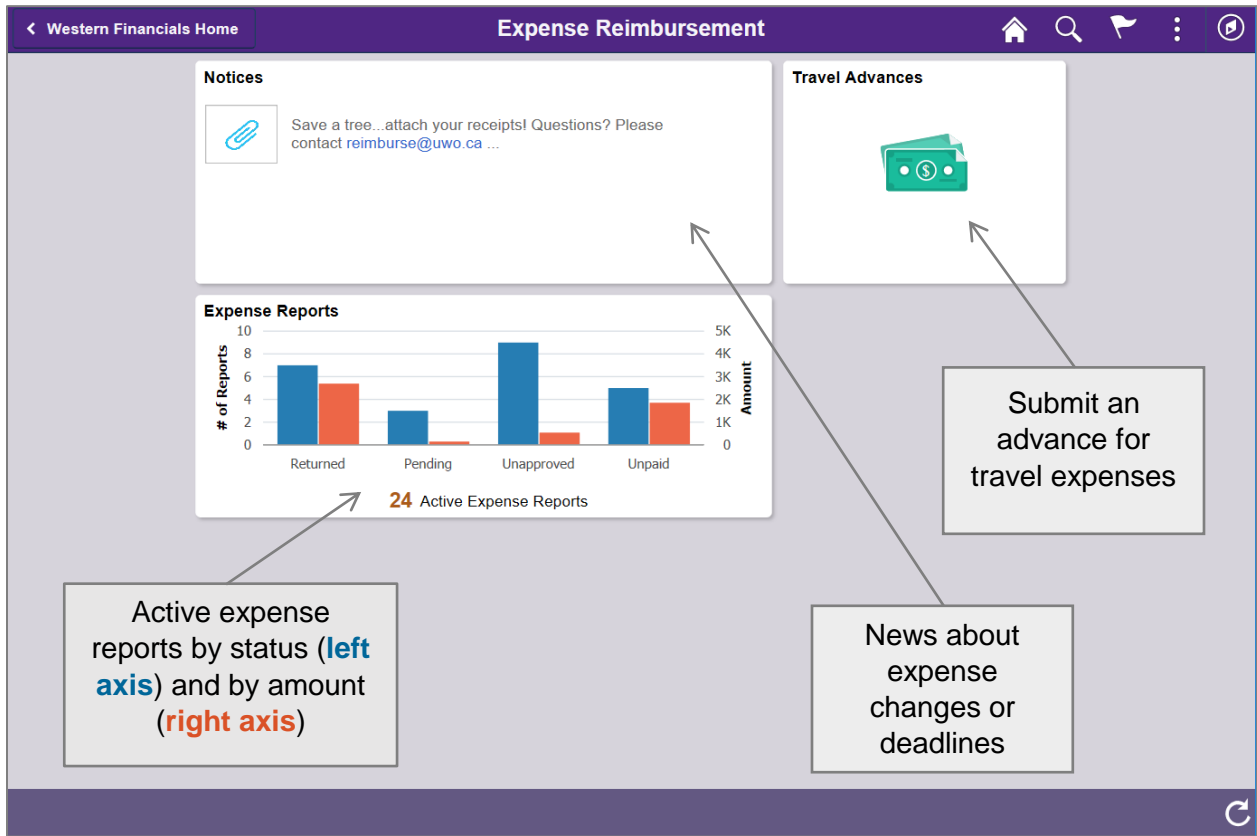 Western Financials Home
Expense Reimbursement
Notices
Save a tree...attach your receipts! Questions? Please
contact reimburse@uwo.ca ...
Travel Advances
$
Expense Reports
# of Reports
10
8
6
4
2
0
5K
4K
3K
2K
1K
0
Amount
Returned
Pending
Unapproved
Unpaid
24 Active Expense Reports
Submit an
advance for
travel expenses
Active expense
reports by status (left
axis) and by amount
(right axis)
News about
expense
changes or
deadlines